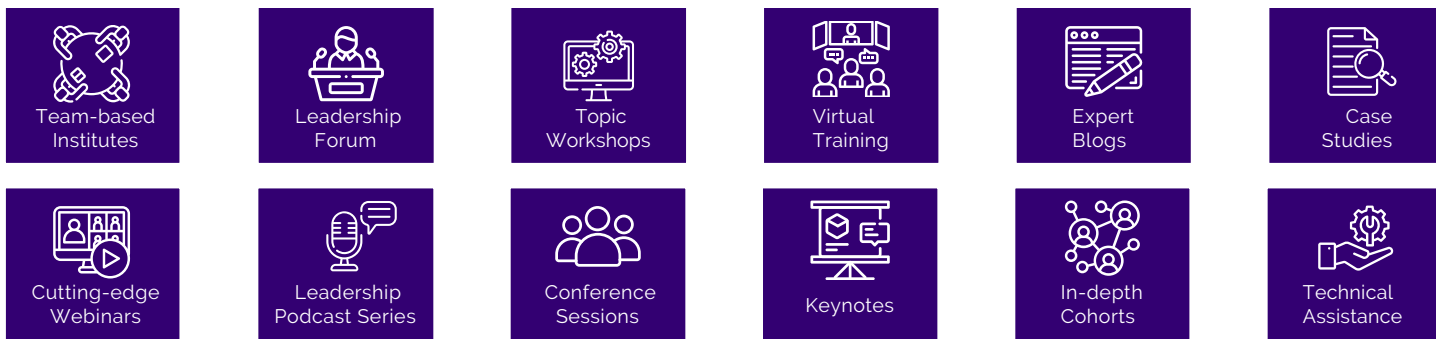 Team-based
Institutes
Leadership
Forum
Topic
Workshops
Virtual
Training
Expert
Blogs
Case
Studies
Cutting-edge
Webinars
Leadership
Podcast Series
Conference
Sessions
Keynotes
In-depth
Cohorts
Technical
Assistance